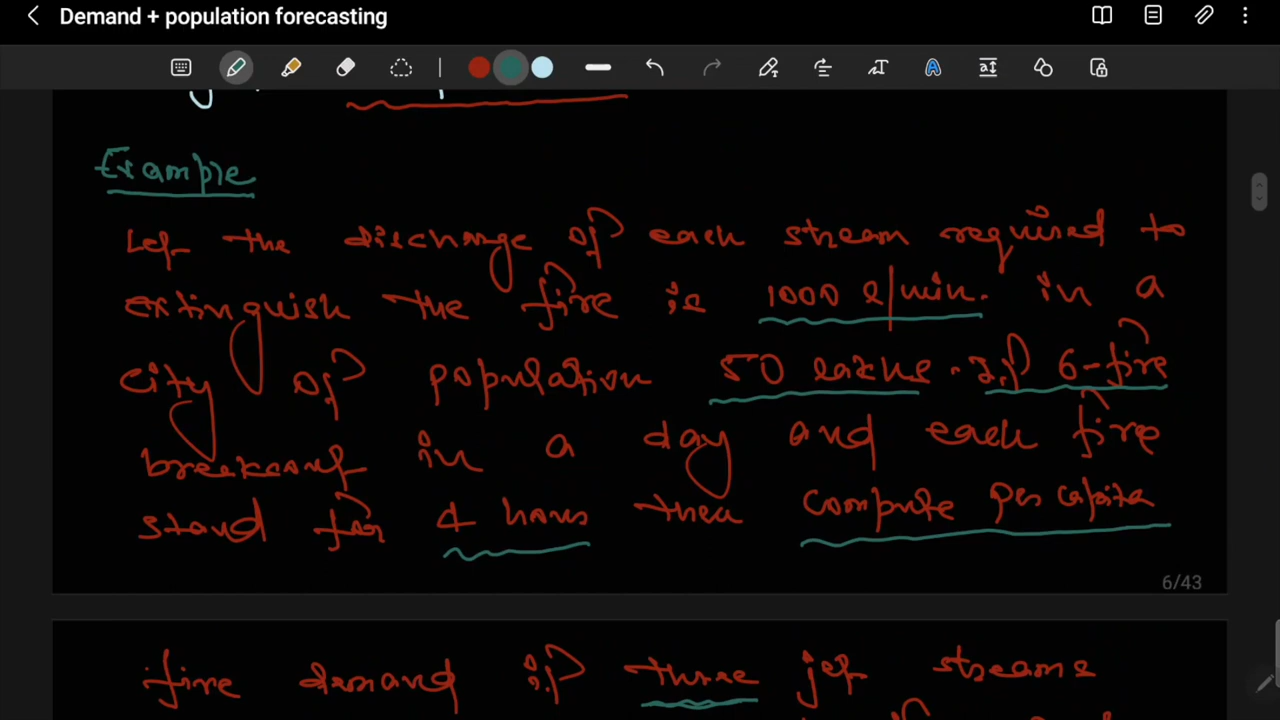 Demand + population forecasting
Example
Let the discharge of each stream required to
extinguish the fire is 1000 l/min. in a
city of population 50 lakhs. If 6-fire
breakout in a day and each fire
stand for 4 hours then compute per capita
6/43
fire demand if three jet streams